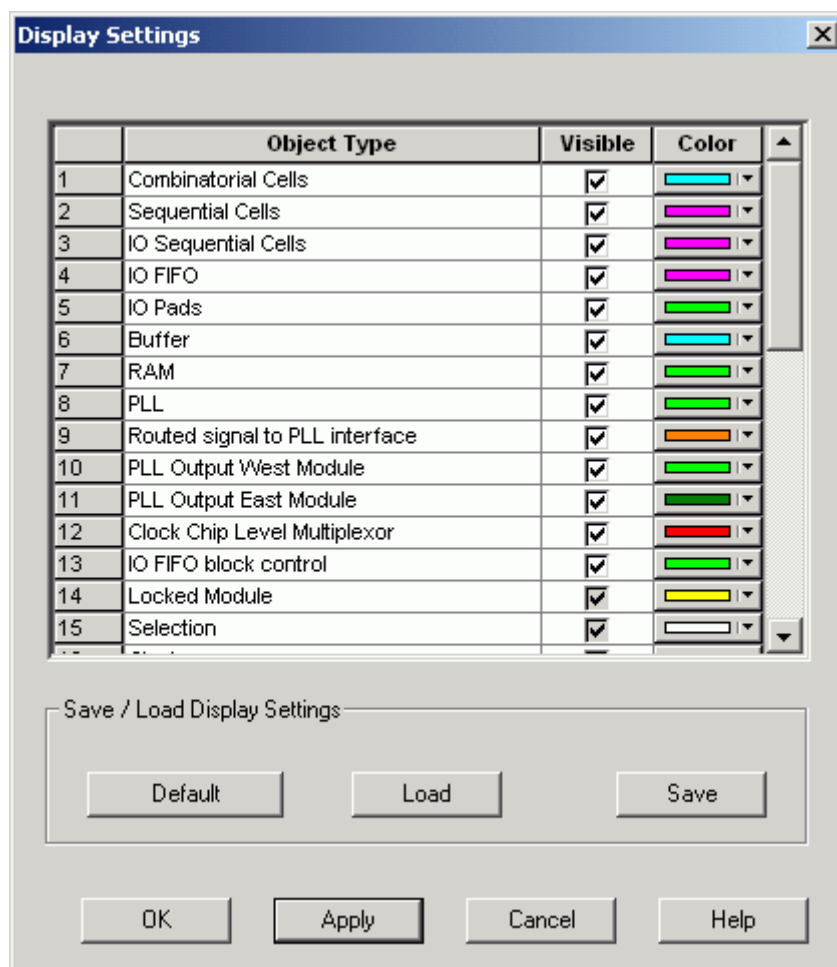 Display Settings
Object Type Visible Color
1 Combinatorial Cells
2 Sequential Cells
3 IO Sequential Cells
4 IO FIFO
5 IO Pads
6 Buffer
7 RAM
8 PLL
9 Routed signal to PLL interface
10 PLL Output West Module
11 PLL Output East Module
12 Clock Chip Level Multiplexor
13 IO FIFO block control
14 Locked Module
15 Selection
Save / Load Display Settings
Default Load Save
OK Apply Cancel Help